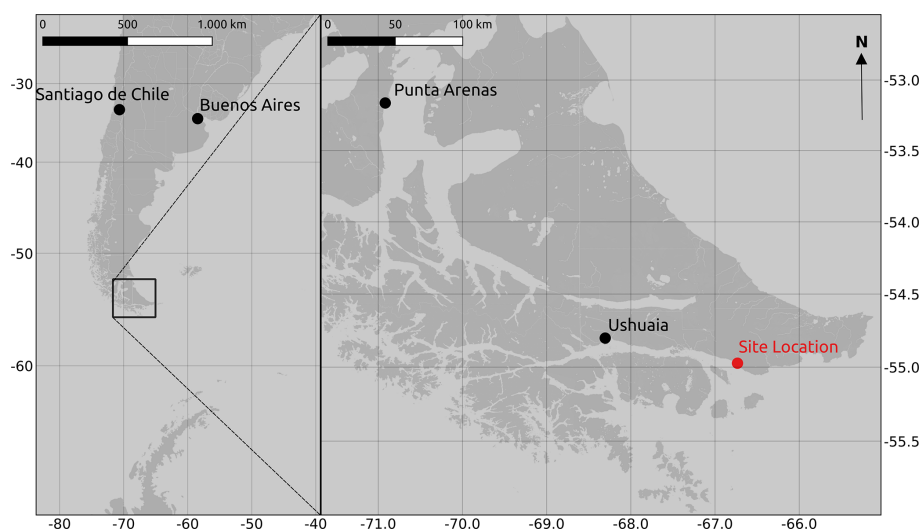 0 500 1.000 km
0 50 100 km
N
-30
-40
-50
-60
Santiago de Chile
Buenos Aires
Punta Arenas
Ushuaia
Site Location
-53.0
-53.5
-54.0
-54.5
-55.0
-55.5
-80 -70 -60 -50 -40
-71.0 -70.0 -69.0 -68.0 -67.0 -66.0